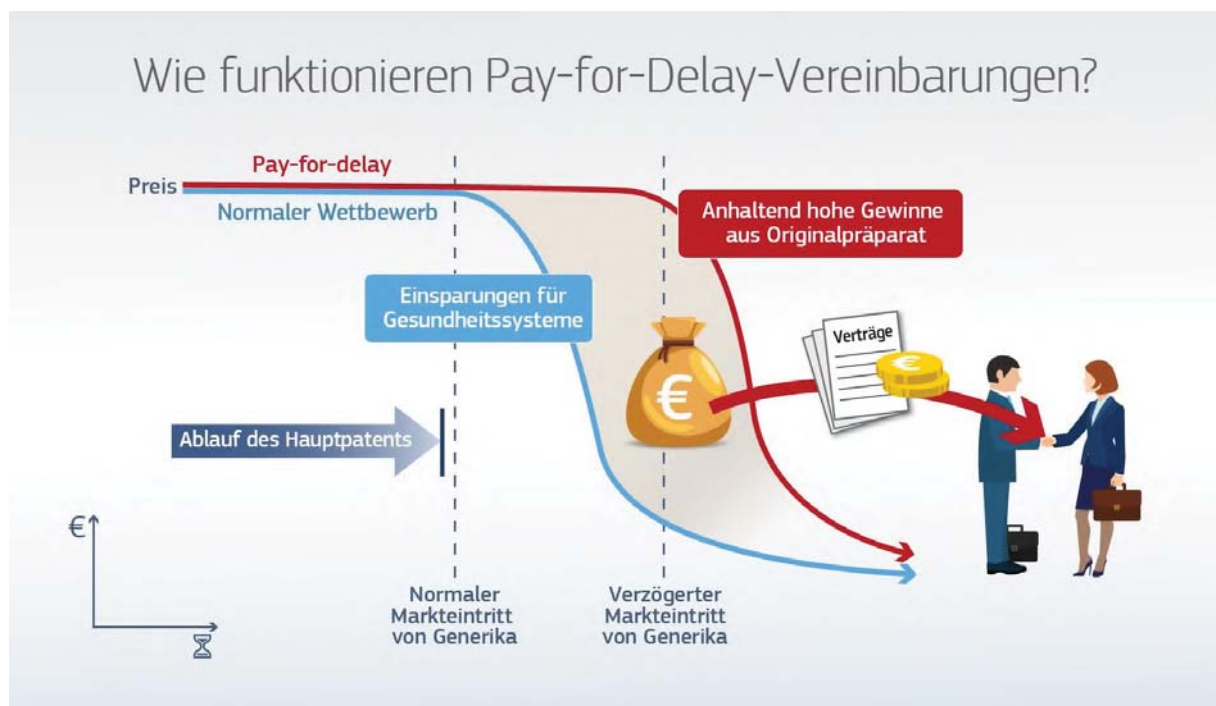 Wie funktionieren Pay-for-Delay-Vereinbarungen?
Pay-for-delay
Preis
Normaler Wettbewerb
Anhaltend hohe Gewinne
aus Originalpräparat
Einsparungen für
Gesundheitssysteme
Verträge
€
€
Ablauf des Hauptpatents
€
Normaler
Markteintritt
von Generika
Verzögerter
Markteintritt
von Generika